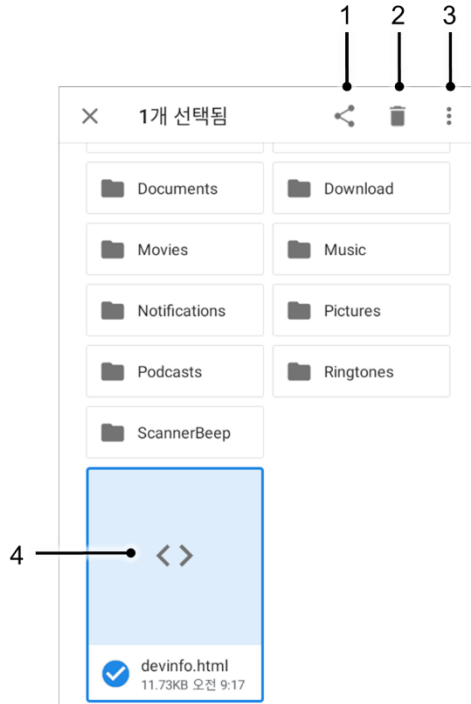 1 2 3
1개 선택됨
Documents Download
Movies Music
Notifications Pictures
Podcasts Ringtones
ScannerBeep
4
devinfo.html
11.73KB 오전 9:17